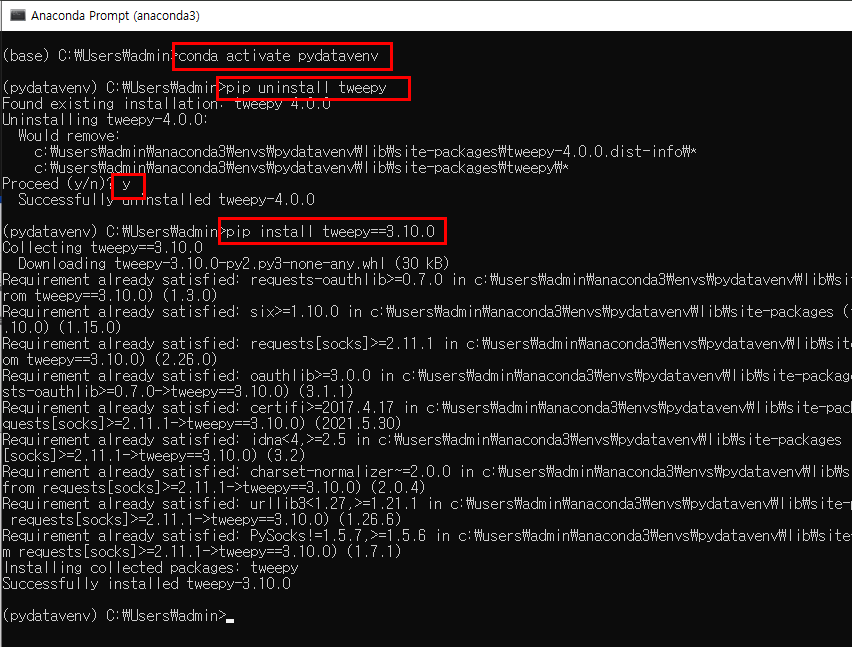 Anaconda Prompt (anaconda3)
(base) C:₩Users₩admin>conda activate pydatavenv
(pydatavenv) C:₩Users₩admin>pip uninstall tweepy
Found existing installation: tweepy 4.0.0
Uninstalling tweepy-4.0.0:
Would remove:
c:₩users₩admin₩anaconda3₩envs₩pydatavenv₩lib₩site-packages₩tweepy-4.0.0.dist-info₩*
c:₩users₩admin₩anaconda3₩envs₩pydatavenv₩lib₩site-packages₩tweepy₩*
Proceed (y/n)? y
Successfully uninstalled tweepy-4.0.0
(pydatavenv) C:₩Users₩admin>pip install tweepy==3.10.0
Collecting tweepy==3.10.0
Downloading tweepy-3.10.0-py2.py3-none-any.whl (30 kB)
Requirement already satisfied: requests-oauthlib>=0.7.0 in c:₩users₩admin₩anaconda3₩envs₩pydatavenv₩lib₩sit
rom tweepy==3.10.0) (1.3.0)
Requirement already satisfied: six>=1.10.0 in c:₩users₩admin₩anaconda3₩envs₩pydatavenv₩lib₩site-packages (
.10.0) (1.15.0)
Requirement already satisfied: requests[socks]>=2.11.1 in c:₩users₩admin₩anaconda3₩envs₩pydatavenv₩lib₩site
om tweepy==3.10.0) (2.26.0)
Requirement already satisfied: oauthlib>=3.0.0 in c:₩users₩admin₩anaconda3₩envs₩pydatavenv₩lib₩site-package
sts-oauthlib>=0.7.0->tweepy==3.10.0) (3.1.1)
Requirement already satisfied: certifi>=2017.4.17 in c:₩users₩admin₩anaconda3₩envs₩pydatavenv₩lib₩site-pack
quests[socks]>=2.11.1->tweepy==3.10.0) (2021.5.30)
Requirement already satisfied: idna<4,>=2.5 in c:₩users₩admin₩anaconda3₩envs₩pydatavenv₩lib₩site-packages
[socks]>=2.11.1->tweepy==3.10.0) (3.2)
Requirement already satisfied: charset-normalizer~=2.0.0 in c:₩users₩admin₩anaconda3₩envs₩pydatavenv₩lib₩s
from requests[socks]>=2.11.1->tweepy==3.10.0) (2.0.4)
Requirement already satisfied: urllib3<1.27,>=1.21.1 in c:₩users₩admin₩anaconda3₩envs₩pydatavenv₩lib₩site-p
requests[socks]>=2.11.1->tweepy==3.10.0) (1.26.6)
Requirement already satisfied: PySocks!=1.5.7,>=1.5.6 in c:₩users₩admin₩anaconda3₩envs₩pydatavenv₩lib₩site-
m requests[socks]>=2.11.1->tweepy==3.10.0) (1.7.1)
Installing collected packages: tweepy
Successfully installed tweepy-3.10.0
(pydatavenv) C:₩Users₩admin>